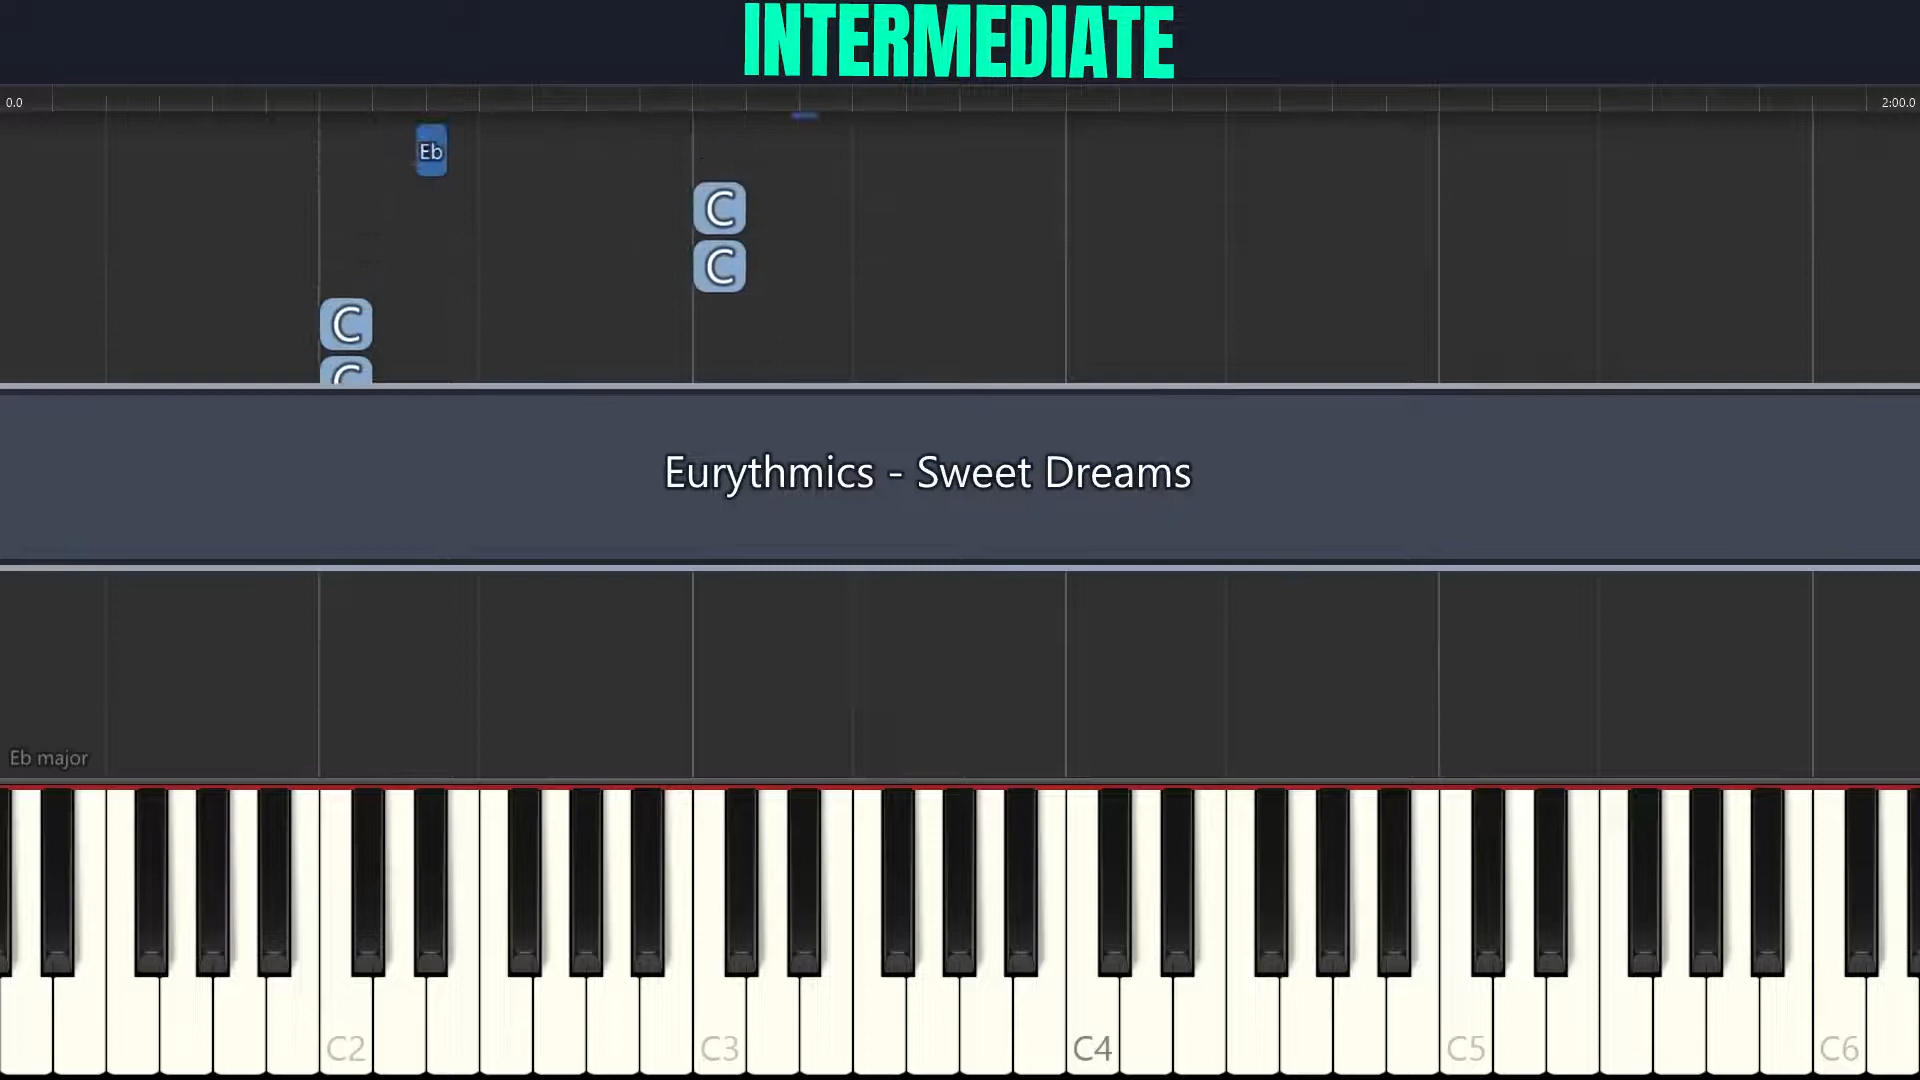 INTERMEDIATE
0.0 2:00.0
Eb
C
C
C
C
Eurythmics - Sweet Dreams
Eb major
C2 C3 C4 C5 C6